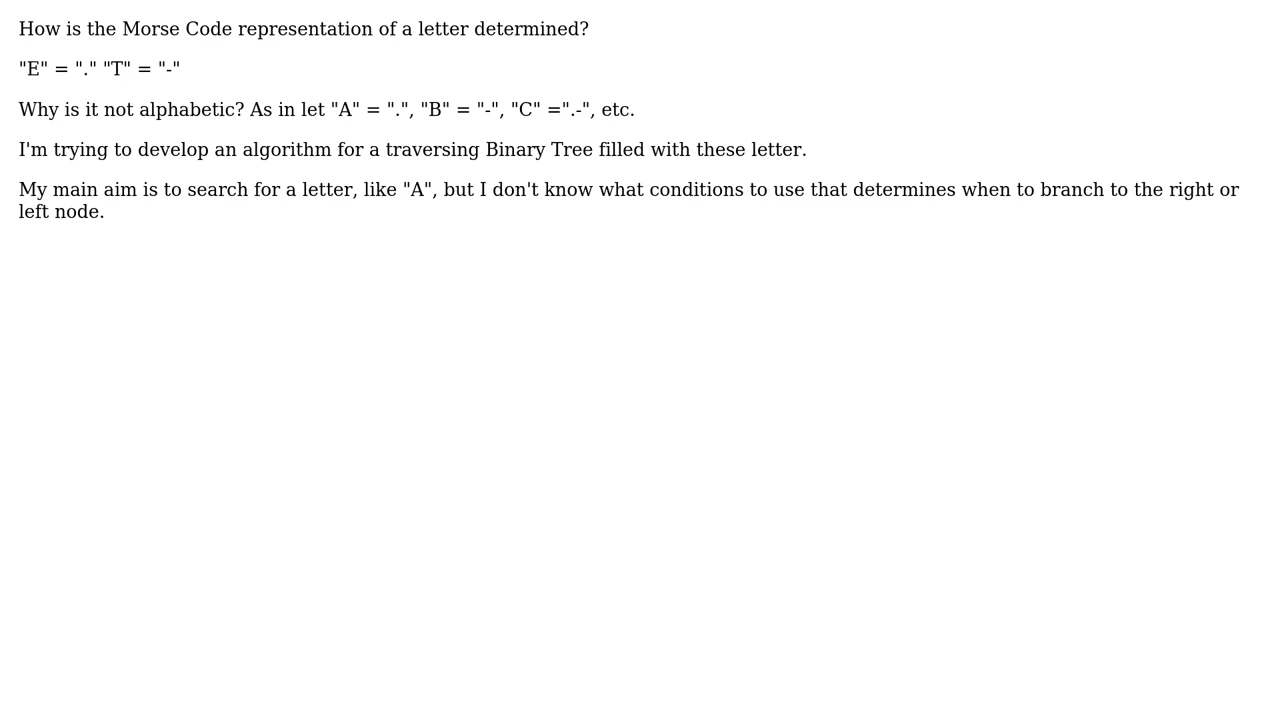 How is the Morse Code representation of a letter determined?
"E" = "." "T" = "-"
Why is it not alphabetic? As in let "A" = ".", "B" = "-", "C" =".-", etc.
I'm trying to develop an algorithm for a traversing Binary Tree filled with these letter.
My main aim is to search for a letter, like "A", but I don't know what conditions to use that determines when to branch to the right or
left node.